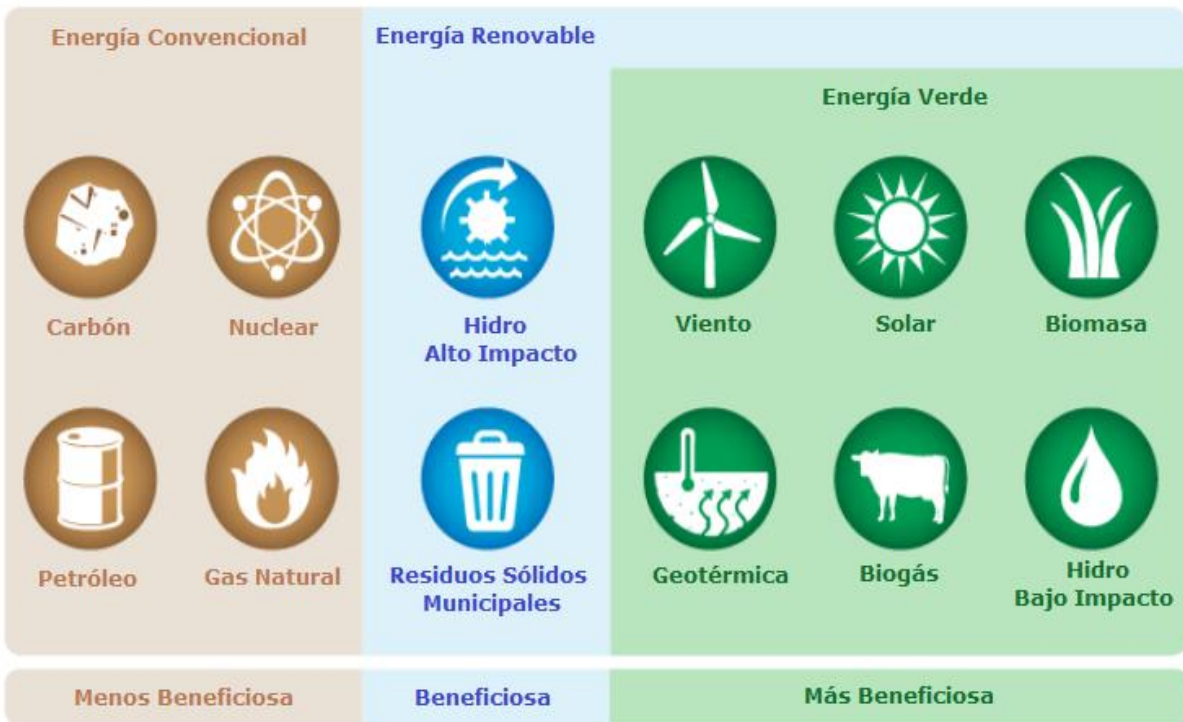 Energía Convencional
Energía Renovable
Energía Verde
Carbón
Nuclear
Hidro
Alto Impacto
Viento
Solar
Biomasa
Petróleo
Gas Natural
Residuos Sólidos
Municipales
Geotérmica
Biogás
Hidro
Bajo Impacto
Menos Beneficiosa
Beneficiosa
Más Beneficiosa